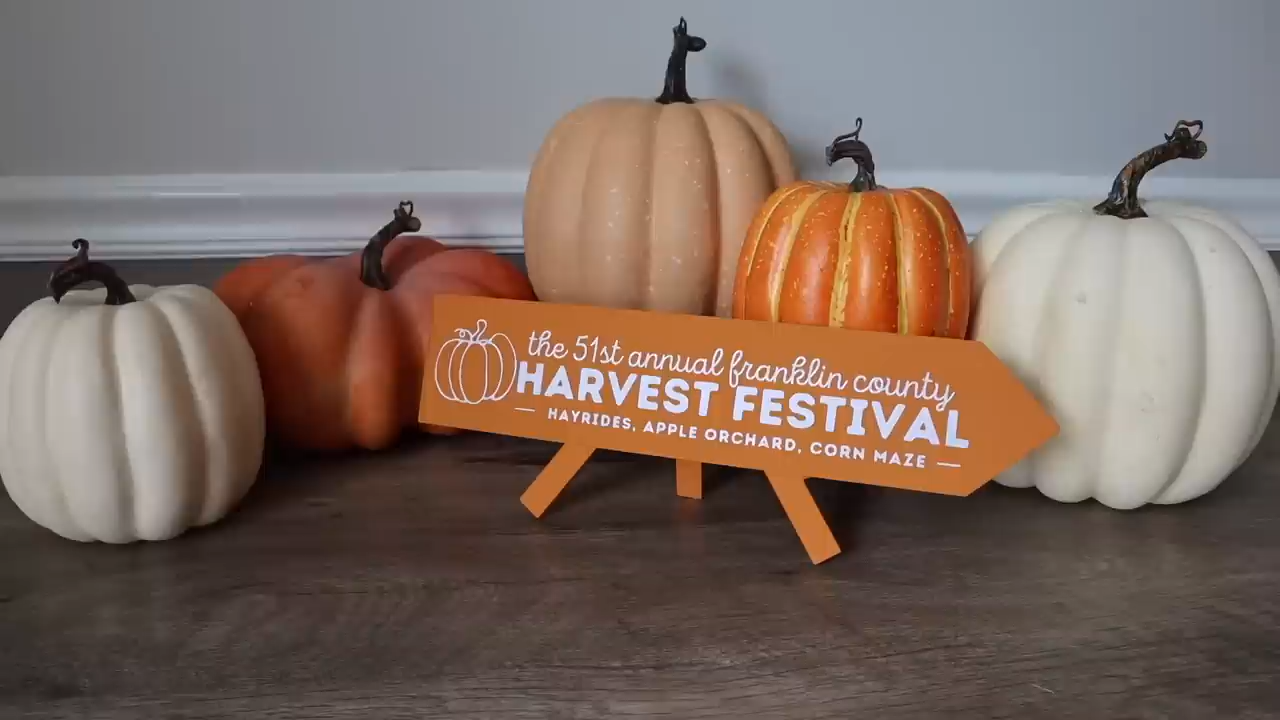 the 51st annual franklin county
HARVEST FESTIVAL
— HAYRIDES, APPLE ORCHARD, CORN MAZE —